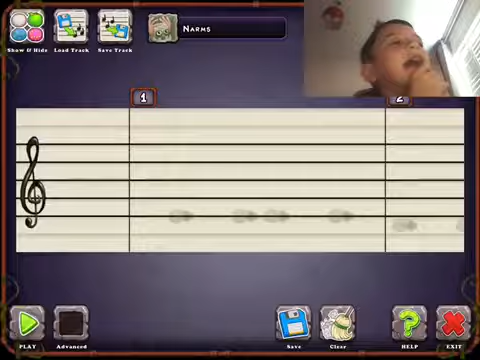 Show & Hide
Load Track
Save Track
Narms
1
2
PLAY
Advanced
Save
Clear
HELP
EXIT